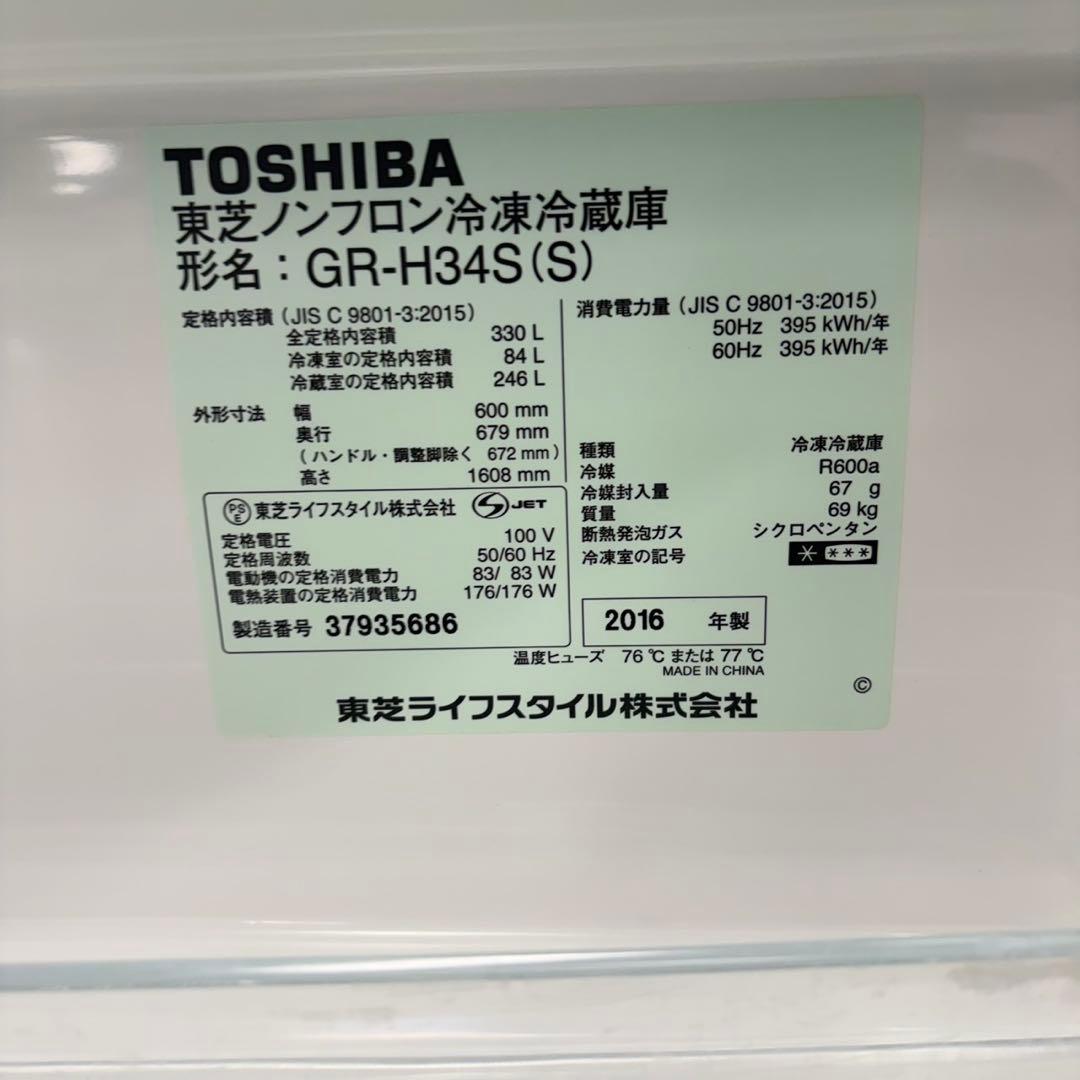 TOSHIBA
東芝ノンフロン冷凍冷蔵庫
形名：GR-H34S(S)
定格内容積（JIS C 9801-3:2015）
全定格内容積 330 L
冷凍室の定格内容積 84 L
冷蔵室の定格内容積 246 L
外形寸法 幅 600 mm
奥行 679 mm
（ハンドル・調整脚除く 672 mm）
高さ 1608 mm
PSE 東芝ライフスタイル株式会社 JET
定格電圧 100 V
定格周波数 50/60 Hz
電動機の定格消費電力 83/ 83 W
電熱装置の定格消費電力 176/176 W
製造番号 37935686
消費電力量（JIS C 9801-3:2015）
50Hz 395 kWh/年
60Hz 395 kWh/年
種類 冷凍冷蔵庫
冷媒 R600a
冷媒封入量 67 g
質量 69 kg
断熱発泡ガス シクロペンタン
冷凍室の記号 * ***
2016 年製
温度ヒューズ 76 ℃ または 77 ℃
MADE IN CHINA
©
東芝ライフスタイル株式会社